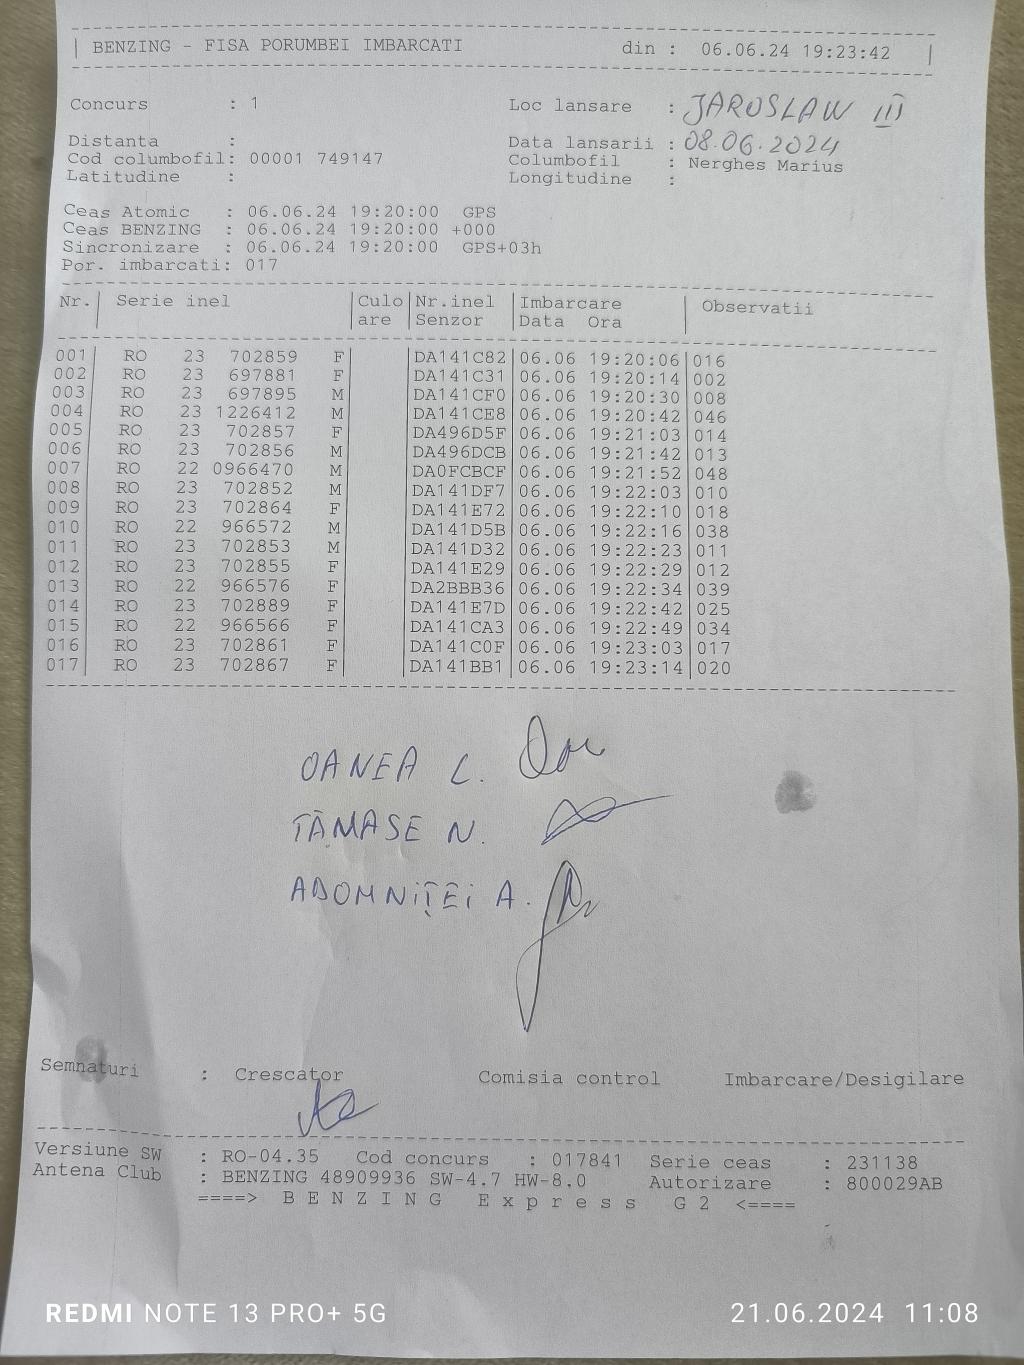 BENZING - FISA PORUMBEI IMBARCATI din : 06.06.24 19:23:42
Concurs : 1 Loc lansare : JAROSLAW III
Distanta : Data lansarii : 08.06.2024
Cod columbofil: 00001 749147 Columbofil : Nerghes Marius
Latitudine : Longitudine :
Ceas Atomic : 06.06.24 19:20:00 GPS
Ceas BENZING : 06.06.24 19:20:00 +000
Sincronizare : 06.06.24 19:20:00 GPS+03h
Por. imbarcati: 017
Nr. Serie inel Culo Nr.inel Imbarcare Observatii
are Senzor Data Ora
001 RO 23 702859 F DA141C82 06.06 19:20:06 016
002 RO 23 697881 F DA141C31 06.06 19:20:14 002
003 RO 23 697895 M DA141CF0 06.06 19:20:30 008
004 RO 23 1226412 M DA141CE8 06.06 19:20:42 046
005 RO 23 702857 F DA496D5F 06.06 19:21:03 014
006 RO 23 702856 M DA496DCB 06.06 19:21:42 013
007 RO 22 0966470 M DA0FCBCF 06.06 19:21:52 048
008 RO 23 702852 M DA141DF7 06.06 19:22:03 010
009 RO 23 702864 F DA141E72 06.06 19:22:10 018
010 RO 22 966572 M DA141D5B 06.06 19:22:16 038
011 RO 23 702853 M DA141D32 06.06 19:22:23 011
012 RO 23 702855 F DA141E29 06.06 19:22:29 012
013 RO 22 966576 F DA2BBB36 06.06 19:22:34 039
014 RO 23 702889 F DA141E7D 06.06 19:22:42 025
015 RO 22 966566 F DA141CA3 06.06 19:22:49 034
016 RO 23 702861 F DA141C0F 06.06 19:23:03 017
017 RO 23 702867 F DA141BB1 06.06 19:23:14 020
OANEA C.
TĂMASE N.
ADOMNIȚEI A.
Semnaturi : Crescator Comisia control Imbarcare/Desigilare
Versiune SW : RO-04.35 Cod concurs : 017841 Serie ceas : 231138
Antena Club : BENZING 48909936 SW-4.7 HW-8.0 Autorizare : 800029AB
====> B E N Z I N G E x p r e s s G 2 <====
REDMI NOTE 13 PRO+ 5G 21.06.2024 11:08